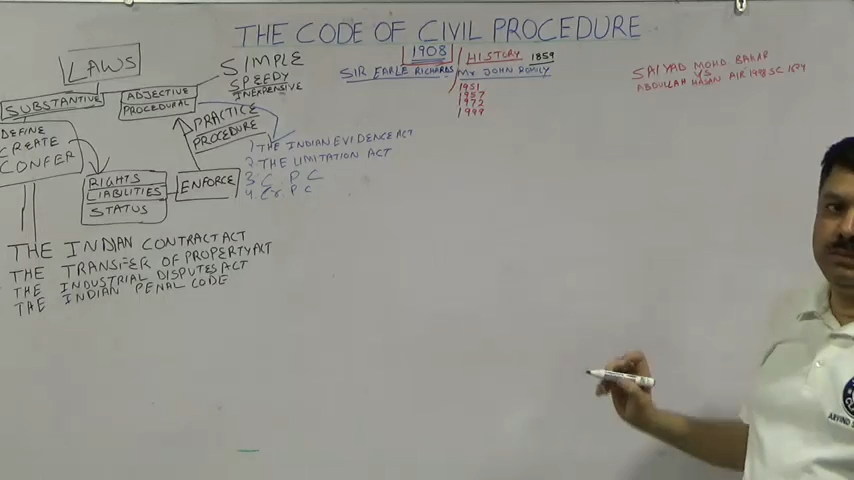 THE CODE OF CIVIL PROCEDURE
1908
HISTORY 1859
SIR EARLE RICHARDS
Mr JOHN ROMILY
1951
1957
1972
1999
SAIYAD MOHD. BAKAR
VS
ABDULLAH HASAN AIR 1998 SC 1624
LAWS
SUBSTANTIVE
ADJECTIVE
PROCEDURAL
SIMPLE
SPEEDY
INEXPENSIVE
DEFINE
CREATE
CONFER
PRACTICE
PROCEDURE
RIGHTS
LIABILITIES
STATUS
ENFORCE
1 THE INDIAN EVIDENCE ACT
2 THE LIMITATION ACT
3. C. P C
4. Cr. P C
THE INDIAN CONTRACT ACT
THE TRANSFER OF PROPERTY ACT
THE INDUSTRIAL DISPUTES ACT
THE INDIAN PENAL CODE